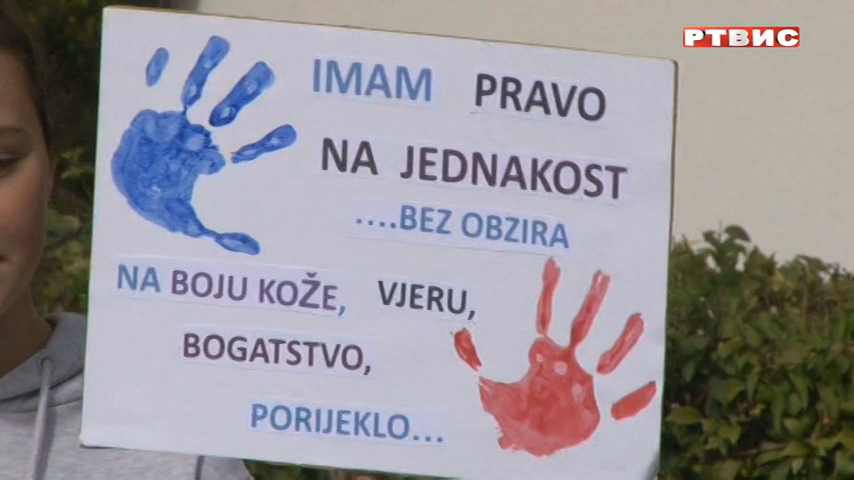 РТВИС
IMAM PRAVO
NA JEDNAKOST
....BEZ OBZIRA
NA BOJU KOŽE, VJERU,
BOGATSTVO,
PORIJEKLO...